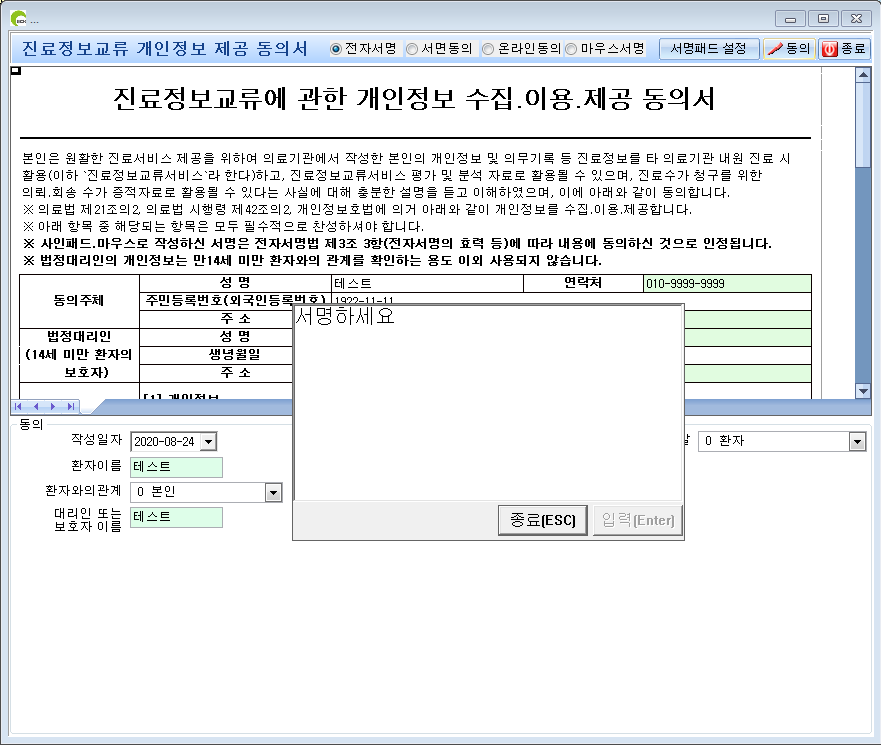 ...
진료정보교류 개인정보 제공 동의서 전자서명 서면동의 온라인동의 마우스서명 서명패드 설정 동의 종료
진료정보교류에 관한 개인정보 수집.이용.제공 동의서
본인은 원활한 진료서비스 제공을 위하여 의료기관에서 작성한 본인의 개인정보 및 의무기록 등 진료정보를 타 의료기관 내원 진료 시
활용(이하 '진료정보교류서비스'라 한다)하고, 진료정보교류서비스 평가 및 분석 자료로 활용될 수 있으며, 진료수가 청구를 위한
의뢰.회송 수가 증적자료로 활용될 수 있다는 사실에 대해 충분한 설명을 듣고 이해하였으며, 이에 아래와 같이 동의합니다.
※ 의료법 제21조의2, 의료법 시행령 제42조의2, 개인정보호법에 의거 아래와 같이 개인정보를 수집.이용.제공합니다.
※ 아래 항목 중 해당되는 항목은 모두 필수적으로 찬성하셔야 합니다.
※ 사인패드.마우스로 작성하신 서명은 전자서명법 제3조 3항(전자서명의 효력 등)에 따라 내용에 동의하신 것으로 인정됩니다.
※ 법정대리인의 개인정보는 만14세 미만 환자와의 관계를 확인하는 용도 이외 사용되지 않습니다.
동의주체 성 명 테스트 연락처 010-9999-9999
주민등록번호(외국인등록번호) 1922-11-11
주 소
법정대리인 성 명
(14세 미만 환자의 생년월일
보호자) 주 소
[1] 개인정보
서명하세요
종료(ESC) 입력(Enter)
동의
작성일자 2020-08-24 0 환자
환자이름 테스트
환자와의관계 0 본인
대리인 또는 테스트
보호자 이름